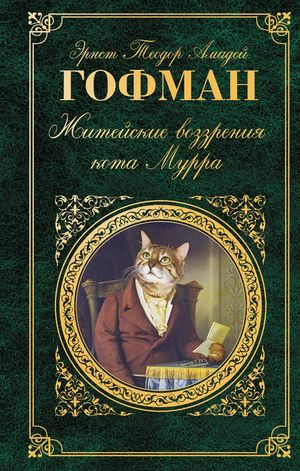 Эрнст Теодор Амадей
ГОФМАН
Житейские воззрения
кота Мурра